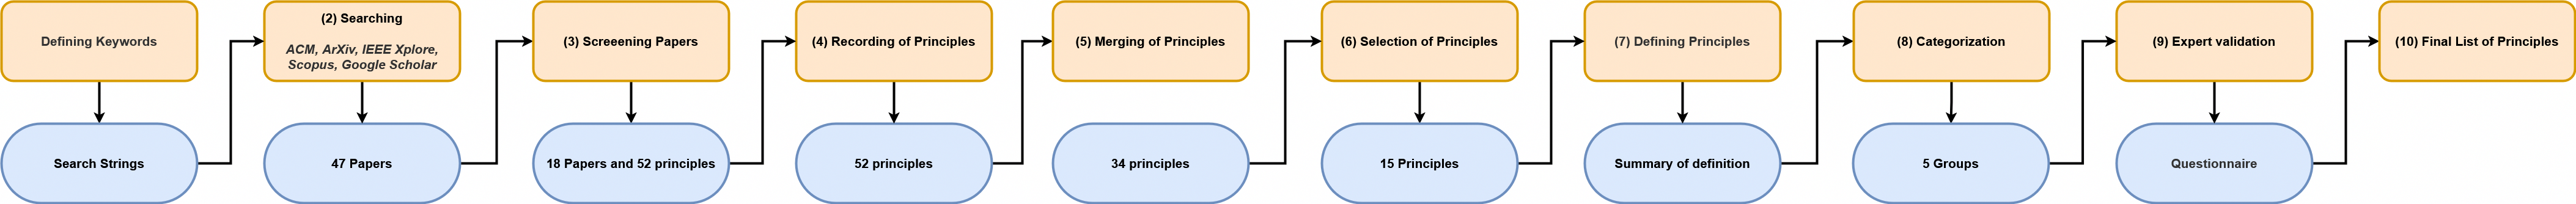 Defining Keywords
(2) Searching
ACM, ArXiv, IEEE Xplore,
Scopus, Google Scholar
(3) Screeening Papers
(4) Recording of Principles
(5) Merging of Principles
(6) Selection of Principles
(7) Defining Principles
(8) Categorization
(9) Expert validation
(10) Final List of Principles
Search Strings
47 Papers
18 Papers and 52 principles
52 principles
34 principles
15 Principles
Summary of definition
5 Groups
Questionnaire